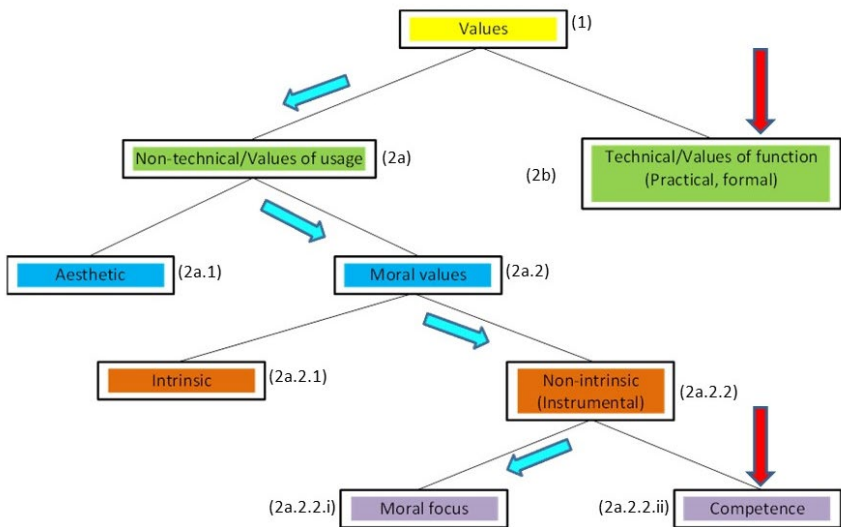 Values
(1)
Non-technical/Values of usage
(2a)
(2b)
Technical/Values of function
(Practical, formal)
Aesthetic
(2a.1)
Moral values
(2a.2)
Intrinsic
(2a.2.1)
Non-intrinsic
(Instrumental)
(2a.2.2)
(2a.2.2.i)
Moral focus
(2a.2.2.ii)
Competence